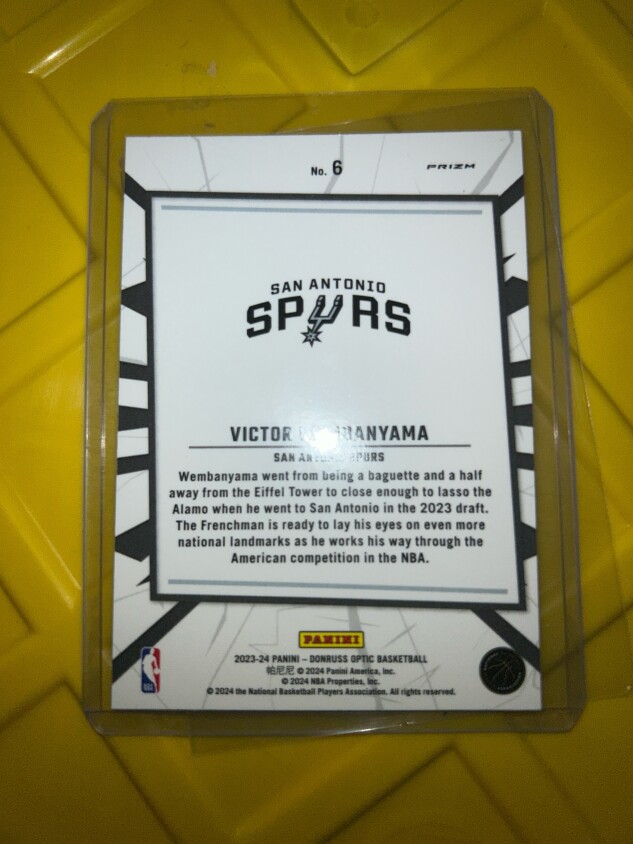 No. 6
PRIZM
SAN ANTONIO
SPURS
VICTOR
SPURS
Wembanyama went from being a baguette and a half
away from the Eiffel Tower to close enough to lasso the
Alamo when he went to San Antonio in the 2023 draft.
The Frenchman is ready to lay his eyes on even more
national landmarks as he works his way through the
American competition in the NBA.
PANINI
2023-24 PANINI – DONRUSS OPTIC BASKETBALL
帕尼尼 © 2024 Panini America, Inc.
© 2024 NBA Properties, Inc.
© 2024 the National Basketball Players Association. All rights reserved.